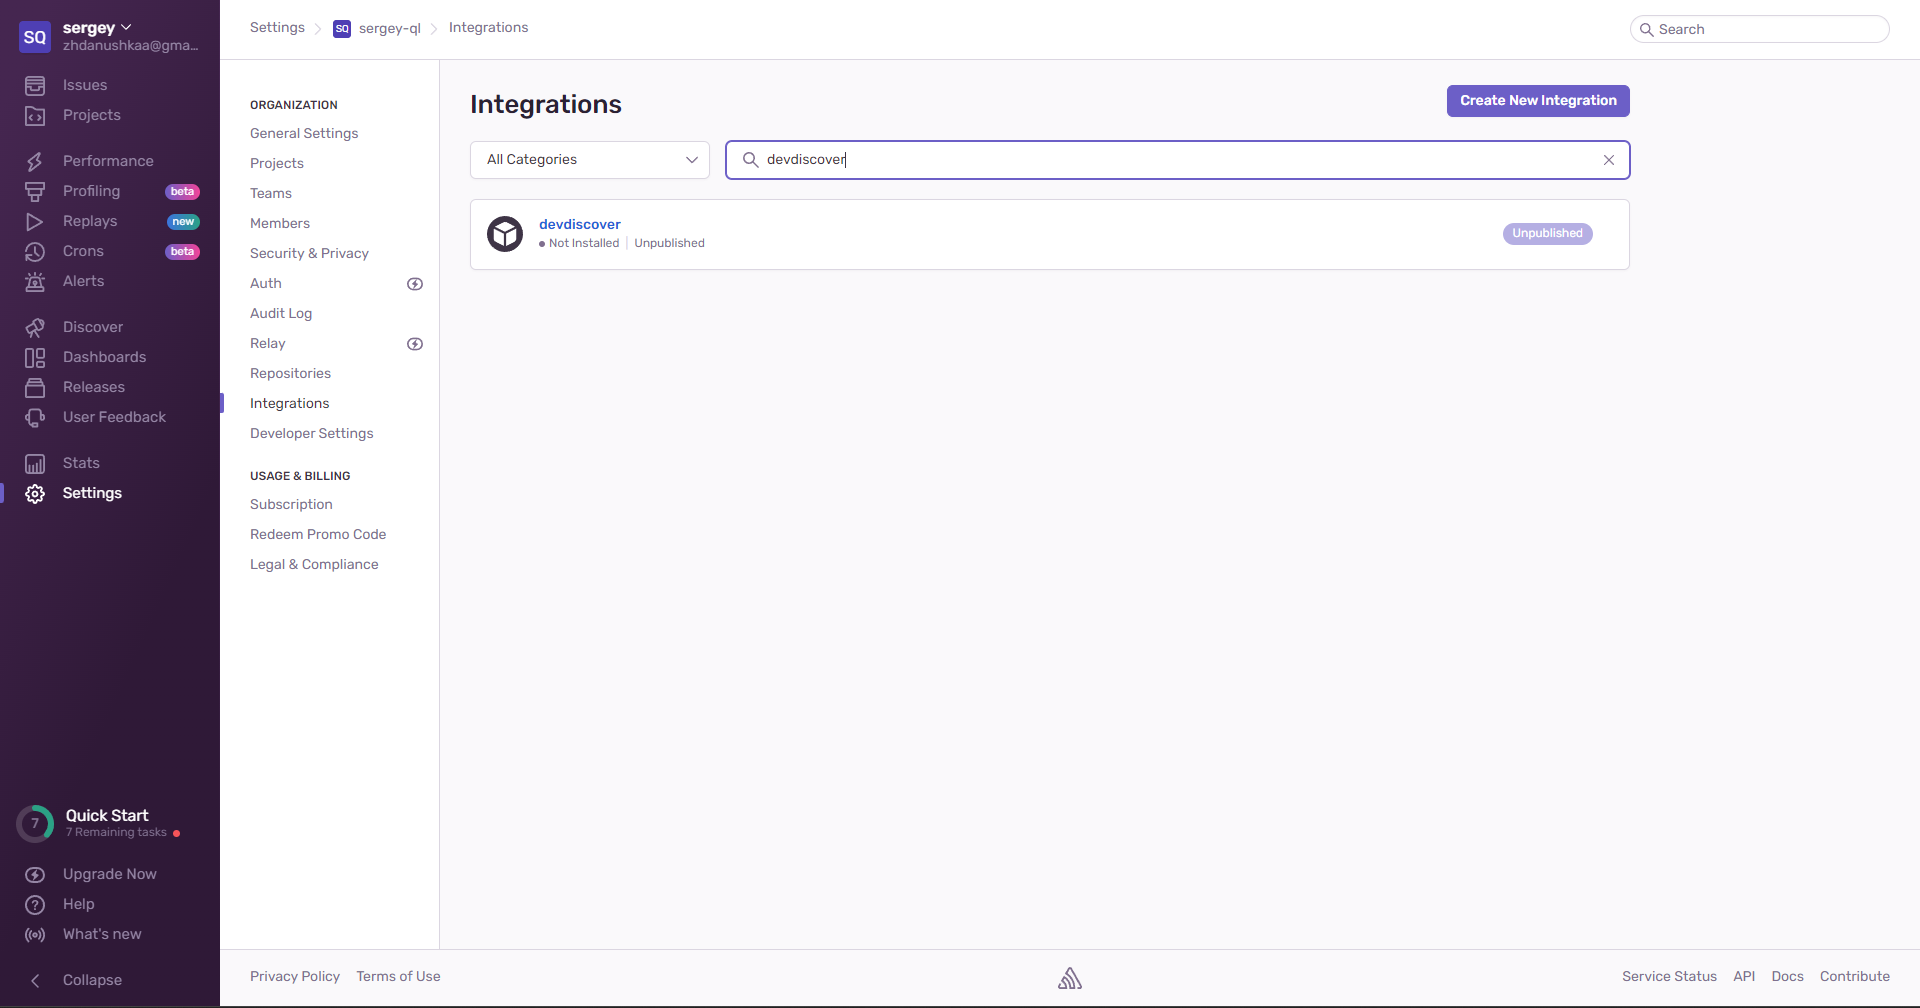 SQ
sergey
zhdanushkaa@gma...
Issues
Projects
Performance
Profiling beta
Replays new
Crons beta
Alerts
Discover
Dashboards
Releases
User Feedback
Stats
Settings
7
Quick Start
7 Remaining tasks
Upgrade Now
Help
What's new
Collapse
Settings SQ sergey-ql Integrations
Search
ORGANIZATION
General Settings
Projects
Teams
Members
Security & Privacy
Auth
Audit Log
Relay
Repositories
Integrations
Developer Settings
USAGE & BILLING
Subscription
Redeem Promo Code
Legal & Compliance
Integrations
Create New Integration
All Categories
devdiscover
devdiscover
Not Installed Unpublished
Unpublished
Privacy Policy Terms of Use
Service Status API Docs Contribute